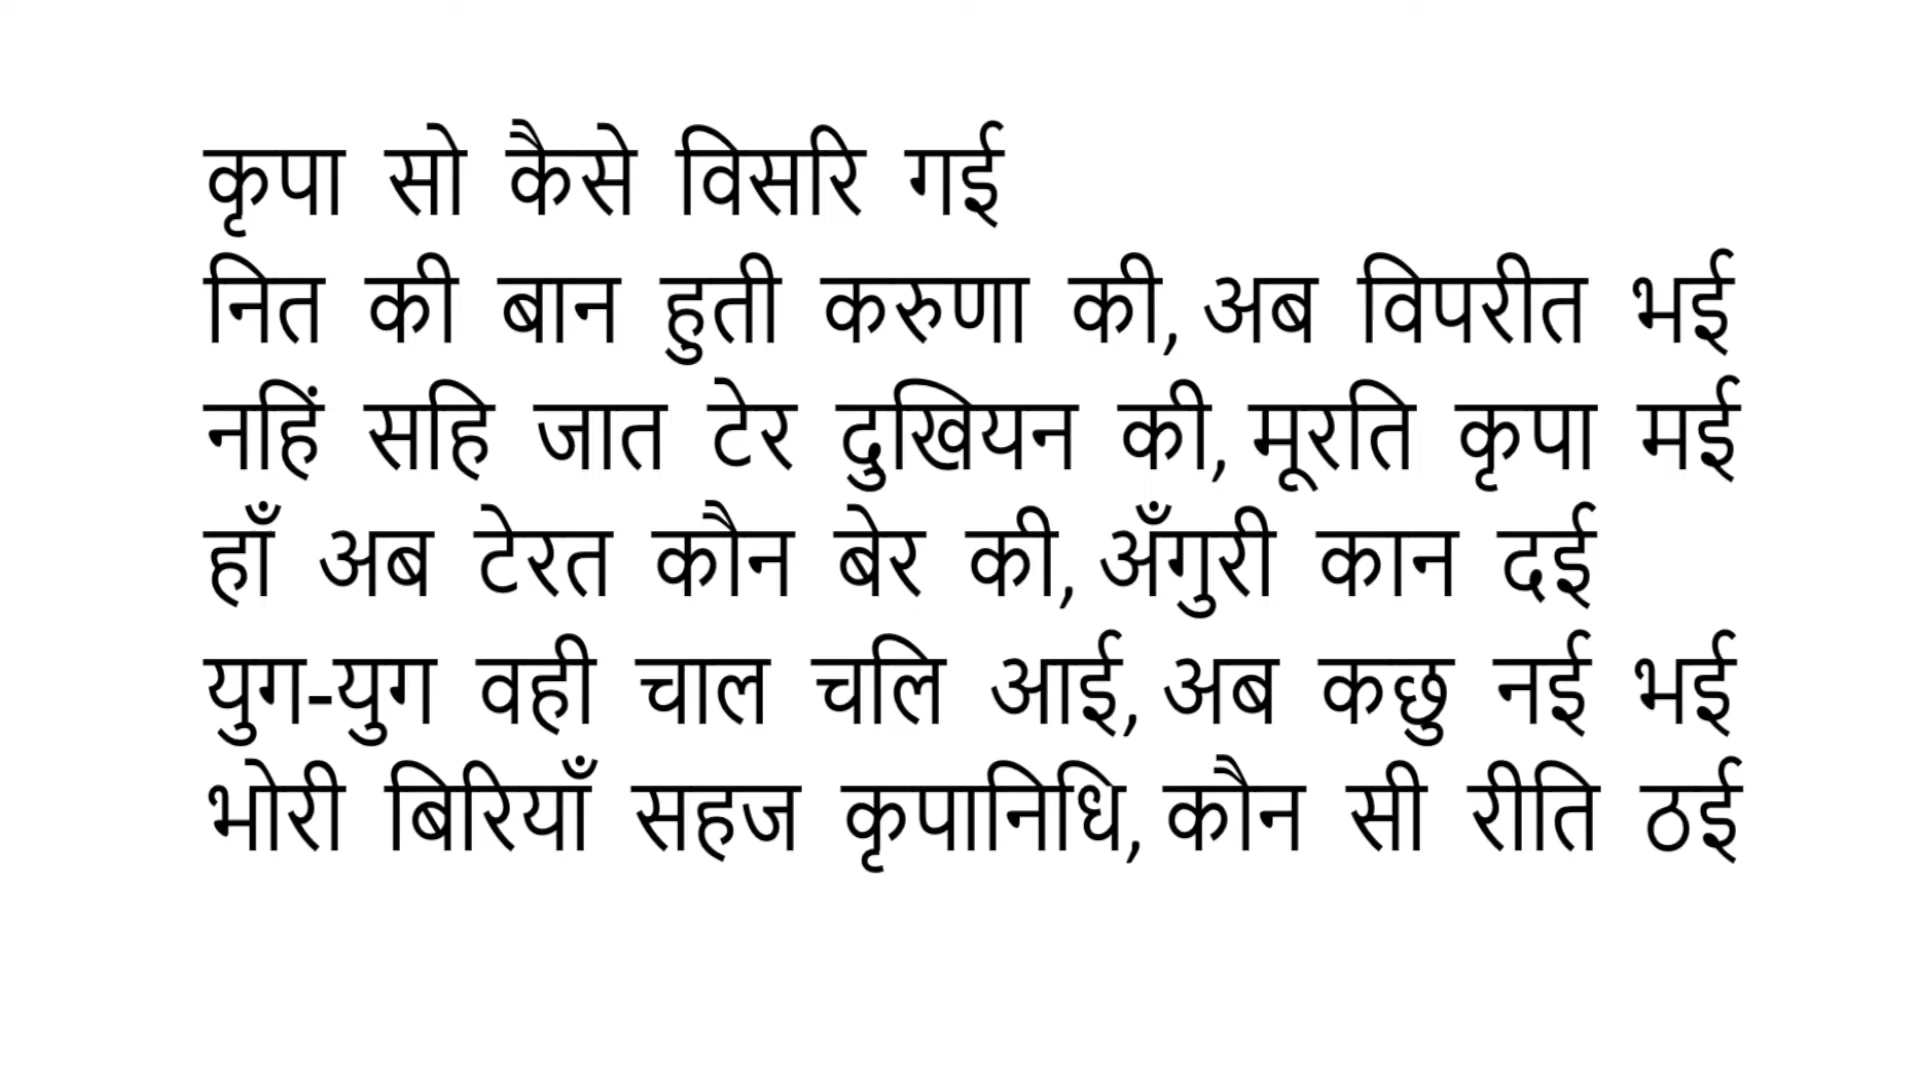 कृपा सो कैसे विसरि गई
नित की बान हुती करुणा की, अब विपरीत भई
नहिं सहि जात टेर दुखियन की, मूरति कृपा मई
हाँ अब टेरत कौन बेर की, अँगुरी कान दई
युग-युग वही चाल चलि आई, अब कछु नई भई
भोरी बिरियाँ सहज कृपानिधि, कौन सी रीति ठई